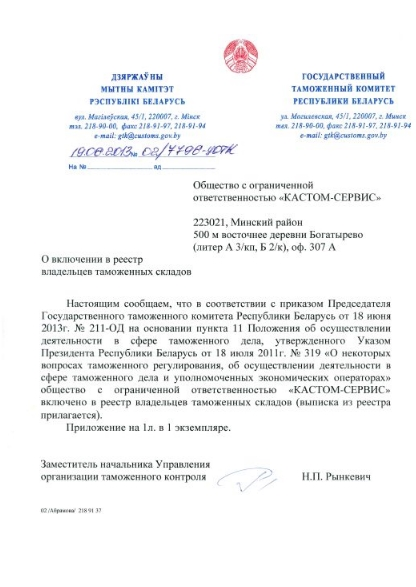 ДЗЯРЖАЎНЫ
МЫТНЫ КАМІТЭТ
РЭСПУБЛІКІ БЕЛАРУСЬ
вул. Магілеўская, 45/1, 220007, г. Мінск
тэл. 218-90-00, факс 218-91-97, 218-91-94
e-mail: gtk@customs.gov.by
ГОСУДАРСТВЕННЫЙ
ТАМОЖЕННЫЙ КОМИТЕТ
РЕСПУБЛИКИ БЕЛАРУСЬ
ул. Могилевская, 45/1, 220007, г. Минск
тел. 218-90-00, факс 218-91-97, 218-91-94
e-mail: gtk@customs.gov.by
19.06.2013 № 02/7798-
На № ад
Общество с ограниченной
ответственностью «КАСТОМ-СЕРВИС»
223021, Минский район
500 м восточнее деревни Богатырево
(литер А 3/кп, Б 2/к), оф. 307 А
О включении в реестр
владельцев таможенных складов
Настоящим сообщаем, что в соответствии с приказом Председателя
Государственного таможенного комитета Республики Беларусь от 18 июня
2013г. № 211-ОД на основании пункта 11 Положения об осуществлении
деятельности в сфере таможенного дела, утвержденного Указом
Президента Республики Беларусь от 18 июля 2011г. № 319 «О некоторых
вопросах таможенного регулирования, об осуществлении деятельности в
сфере таможенного дела и уполномоченных экономических операторах»
общество с ограниченной ответственностью «КАСТОМ-СЕРВИС»
включено в реестр владельцев таможенных складов (выписка из реестра
прилагается).
Приложение на 1л. в 1 экземпляре.
Заместитель начальника Управления
организации таможенного контроля
Н.П. Рынкевич
02 /Абрамова/ 218 91 37